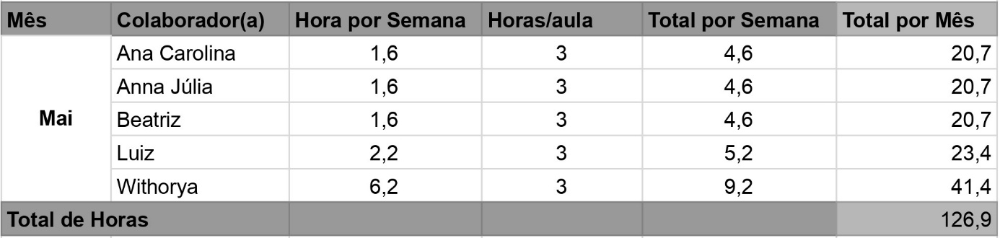 Mês Colaborador(a) Hora por Semana Horas/aula Total por Semana Total por Mês
Ana Carolina 1,6 3 4,6 20,7
Anna Júlia 1,6 3 4,6 20,7
Mai Beatriz 1,6 3 4,6 20,7
Luiz 2,2 3 5,2 23,4
Withorya 6,2 3 9,2 41,4
Total de Horas 126,9